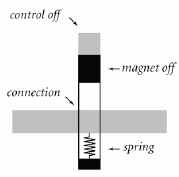 control off
magnet off
connection
spring